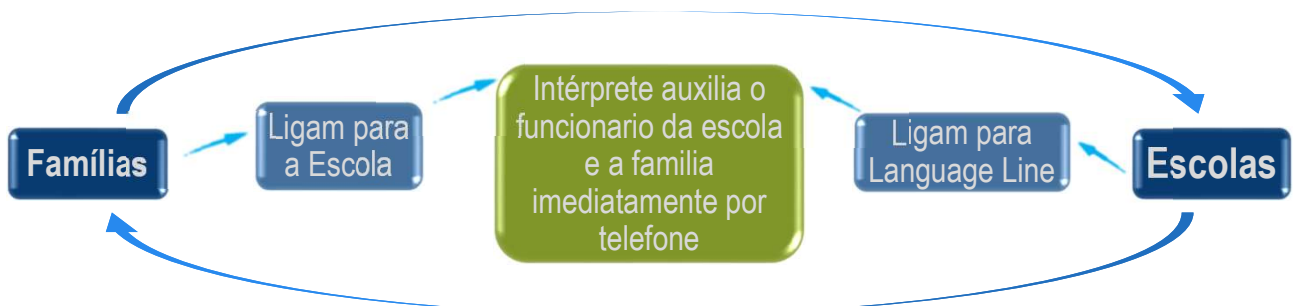 Famílias
Ligam para
a Escola
Intérprete auxilia o
funcionario da escola
e a familia
imediatamente por
telefone
Ligam para
Language Line
Escolas